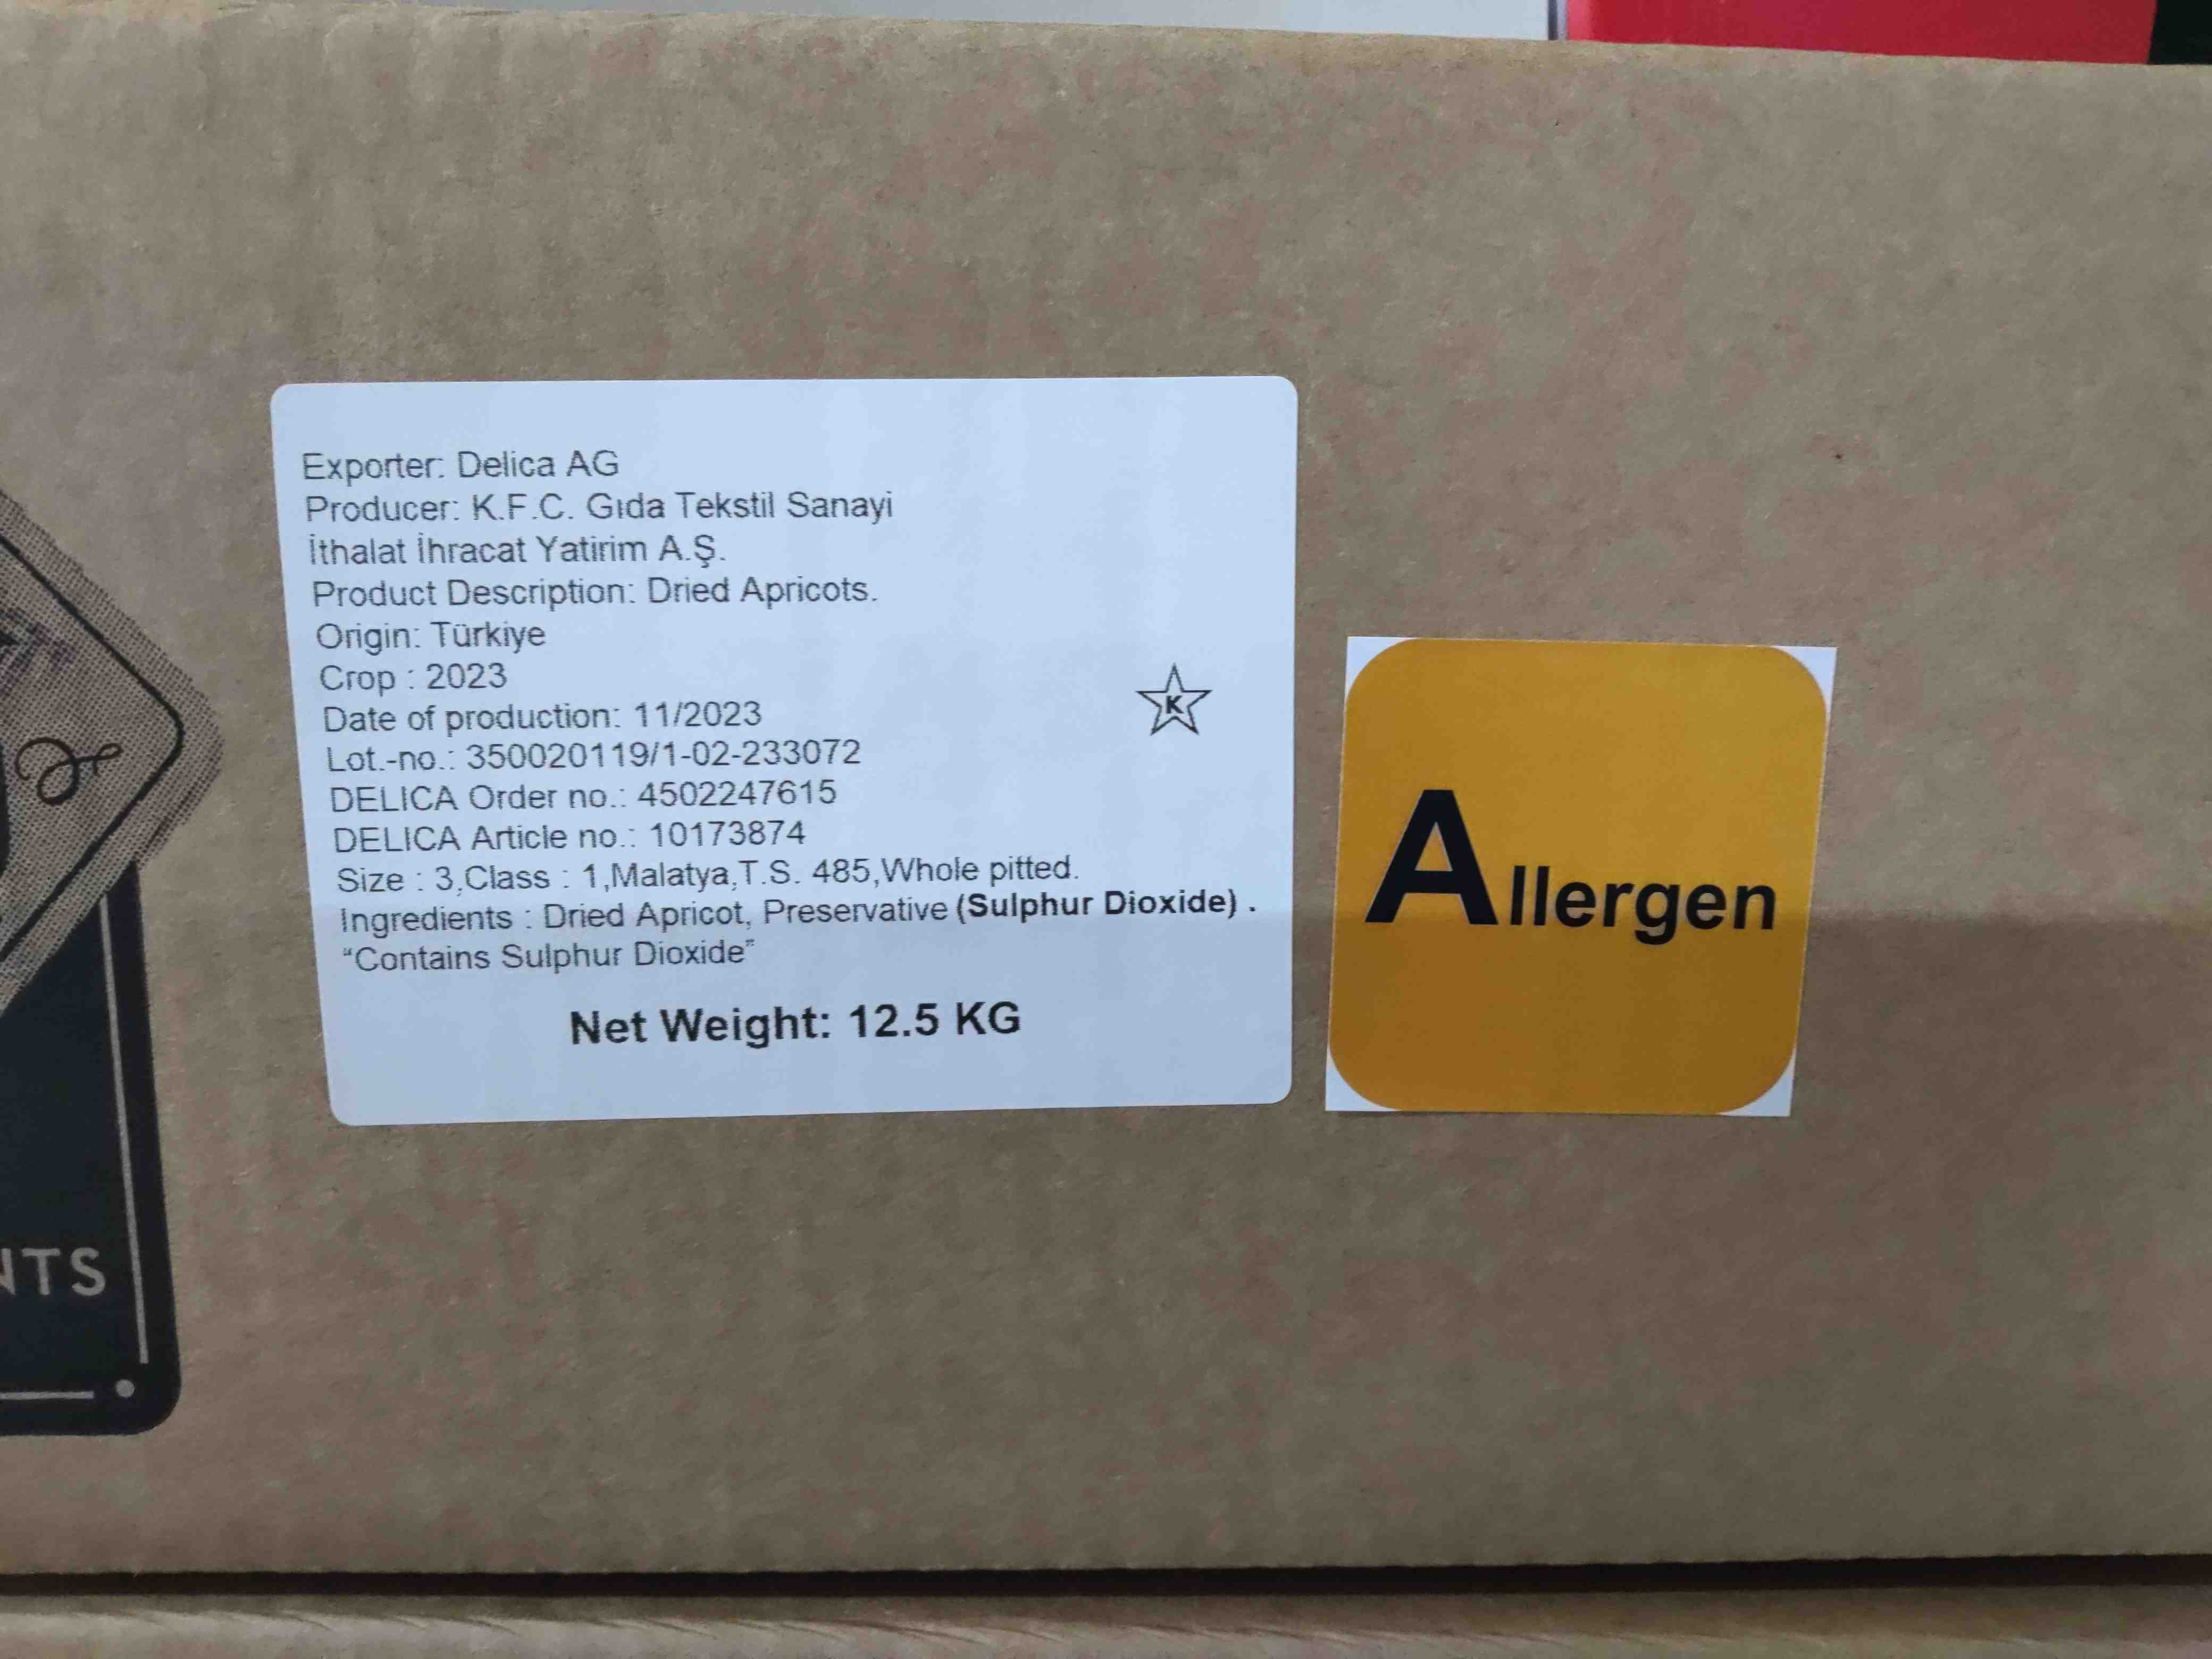 Exporter: Delica AG
Producer: K.F.C. Gıda Tekstil Sanayi
İthalat İhracat Yatirim A.Ş.
Product Description: Dried Apricots.
Origin: Türkiye
Crop : 2023
Date of production: 11/2023
Lot.-no.: 350020119/1-02-233072
DELICA Order no.: 4502247615
DELICA Article no.: 10173874
Size : 3,Class : 1,Malatya,T.S. 485,Whole pitted.
Ingredients : Dried Apricot, Preservative (Sulphur Dioxide) .
“Contains Sulphur Dioxide”
Net Weight: 12.5 KG
K
Allergen
NTS